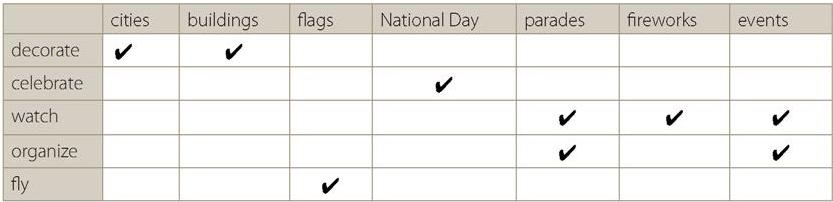 cities buildings flags National Day parades fireworks events
decorate ✔ ✔
celebrate ✔
watch ✔ ✔ ✔
organize ✔ ✔
fly ✔